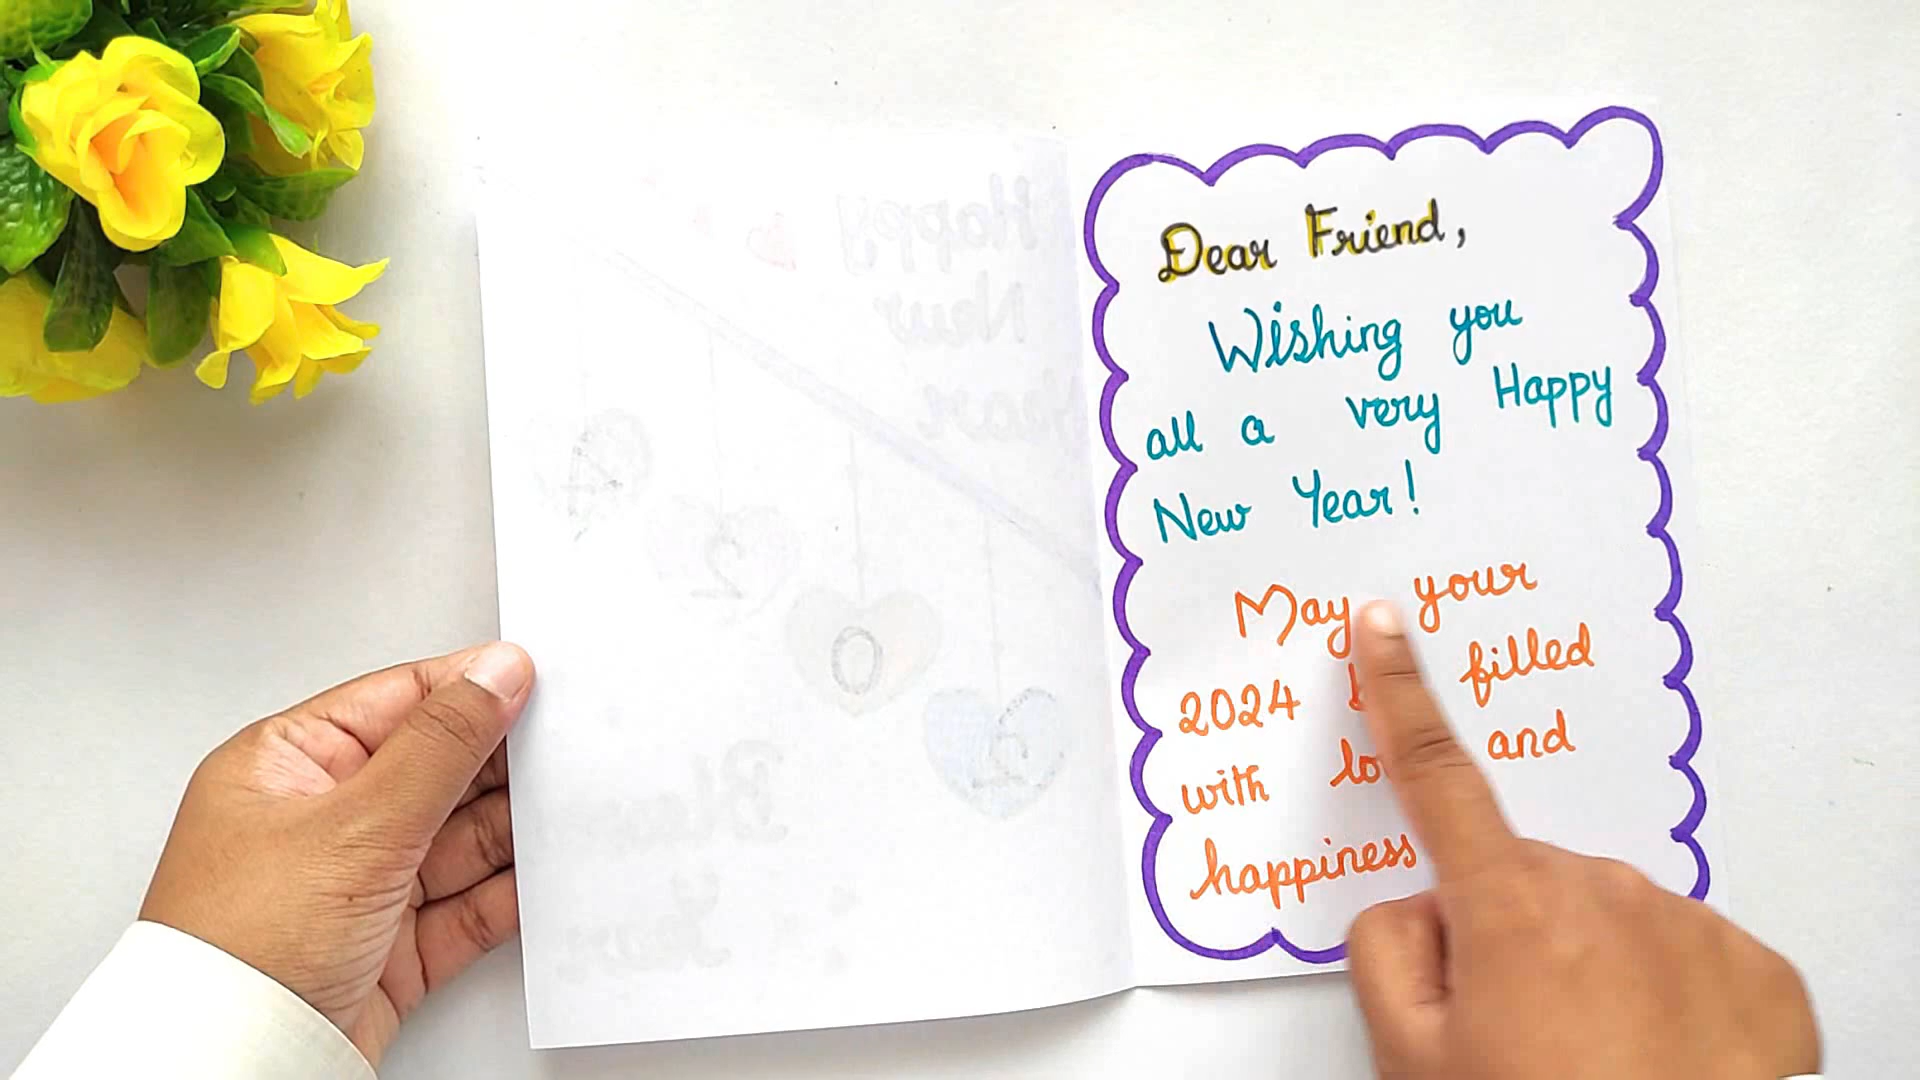 Dear Friend,
Wishing you
all a very Happy
New Year!
May your
2024 filled
with and
happiness